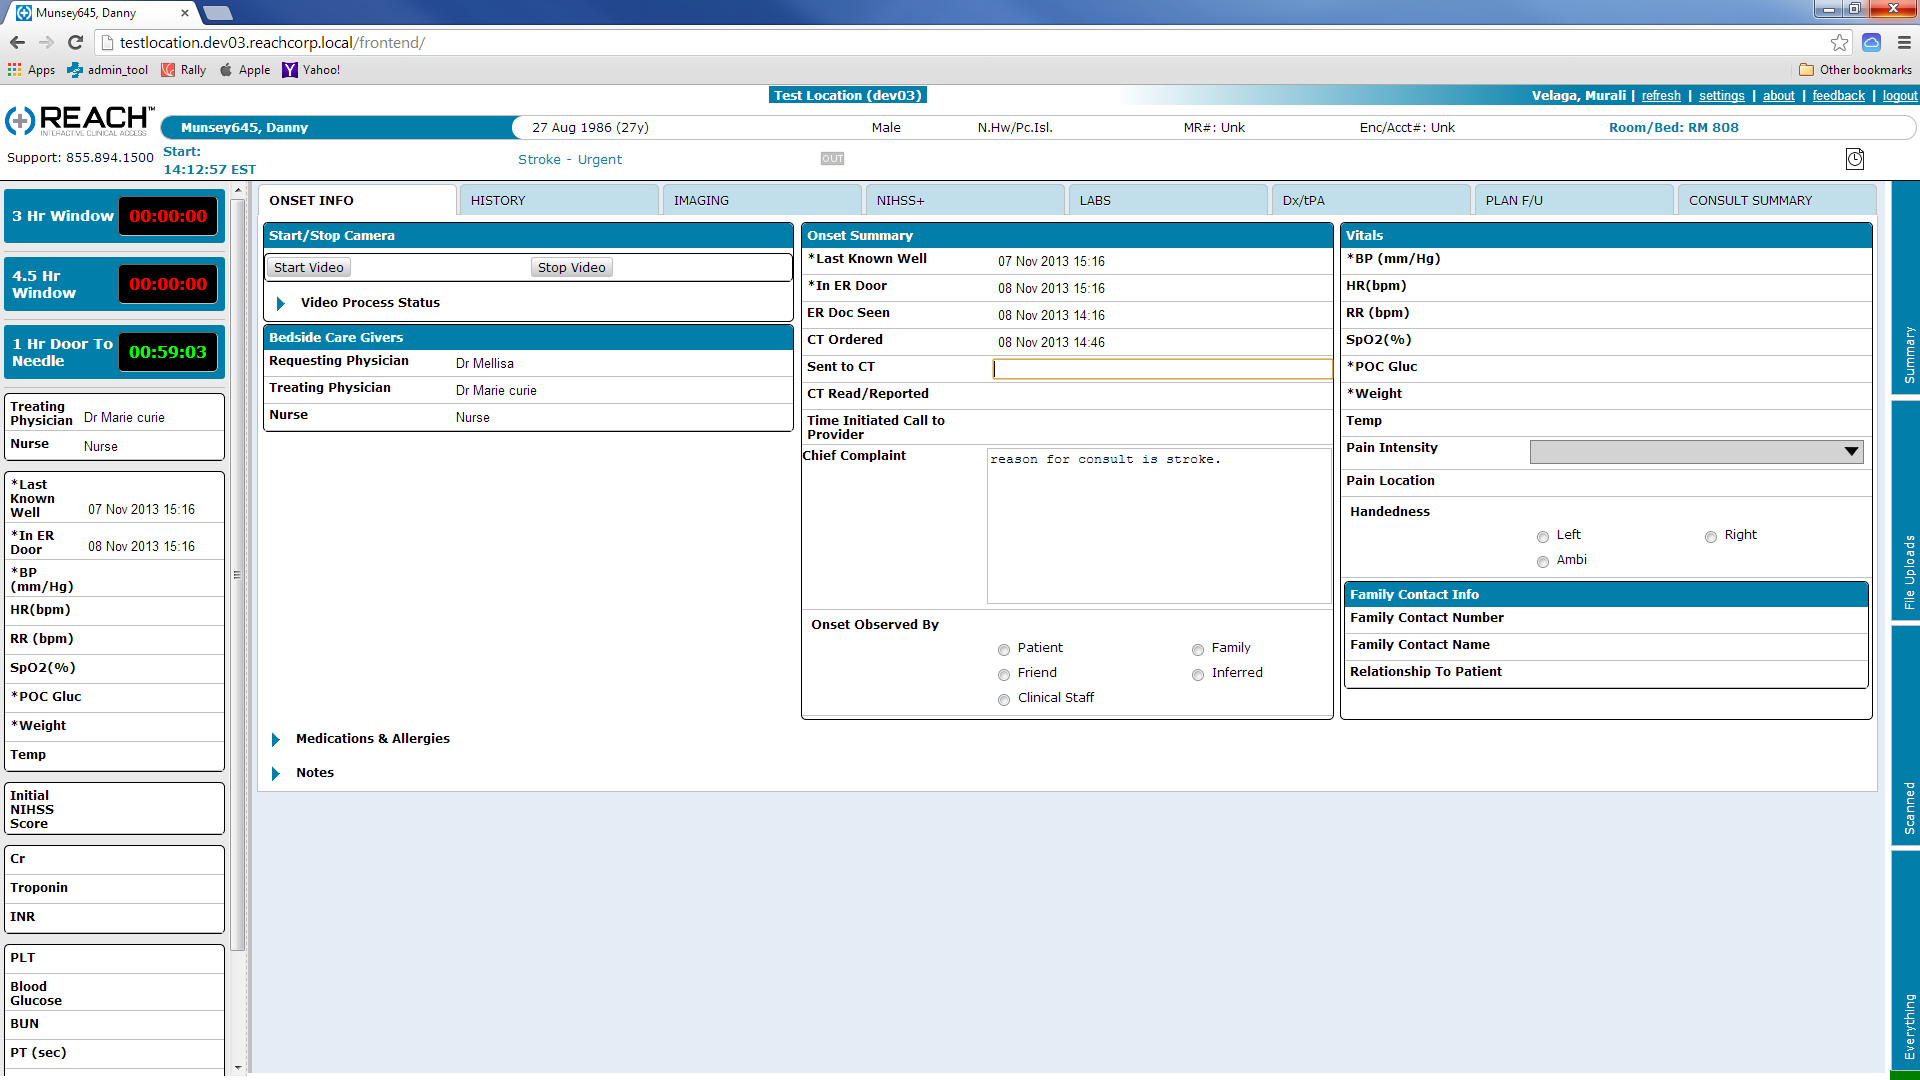 Munsey645, Danny
testlocation.dev03.reachcorp.local/frontend/
Apps admin_tool Rally Apple Yahoo! Other bookmarks
Test Location (dev03) Velaga, Murali | refresh | settings | about | feedback | logout
REACH™
INTERACTIVE CLINICAL ACCESS
Munsey645, Danny 27 Aug 1986 (27y) Male N.Hw/Pc.Isl. MR#: Unk Enc/Acct#: Unk Room/Bed: RM 808
Support: 855.894.1500
Start:
14:12:57 EST
Stroke - Urgent OUT
3 Hr Window 00:00:00
4.5 Hr
Window
00:00:00
1 Hr Door To
Needle
00:59:03
Treating
Physician Dr Marie curie
Nurse Nurse
*Last
Known
Well 07 Nov 2013 15:16
*In ER
Door 08 Nov 2013 15:16
*BP
(mm/Hg)
HR(bpm)
RR (bpm)
SpO2(%)
*POC Gluc
*Weight
Temp
Initial
NIHSS
Score
Cr
Troponin
INR
PLT
Blood
Glucose
BUN
PT (sec)
ONSET INFO HISTORY IMAGING NIHSS+ LABS Dx/tPA PLAN F/U CONSULT SUMMARY
Start/Stop Camera
Start Video Stop Video
Video Process Status
Bedside Care Givers
Requesting Physician Dr Mellisa
Treating Physician Dr Marie curie
Nurse Nurse
Onset Summary
*Last Known Well 07 Nov 2013 15:16
*In ER Door 08 Nov 2013 15:16
ER Doc Seen 08 Nov 2013 14:16
CT Ordered 08 Nov 2013 14:46
Sent to CT
CT Read/Reported
Time Initiated Call to
Provider
Chief Complaint reason for consult is stroke.
Onset Observed By
Patient Family
Friend Inferred
Clinical Staff
Vitals
*BP (mm/Hg)
HR(bpm)
RR (bpm)
SpO2(%)
*POC Gluc
*Weight
Temp
Pain Intensity
Pain Location
Handedness
Left Right
Ambi
Family Contact Info
Family Contact Number
Family Contact Name
Relationship To Patient
Medications & Allergies
Notes
Summary
File Uploads
Scanned
Everything